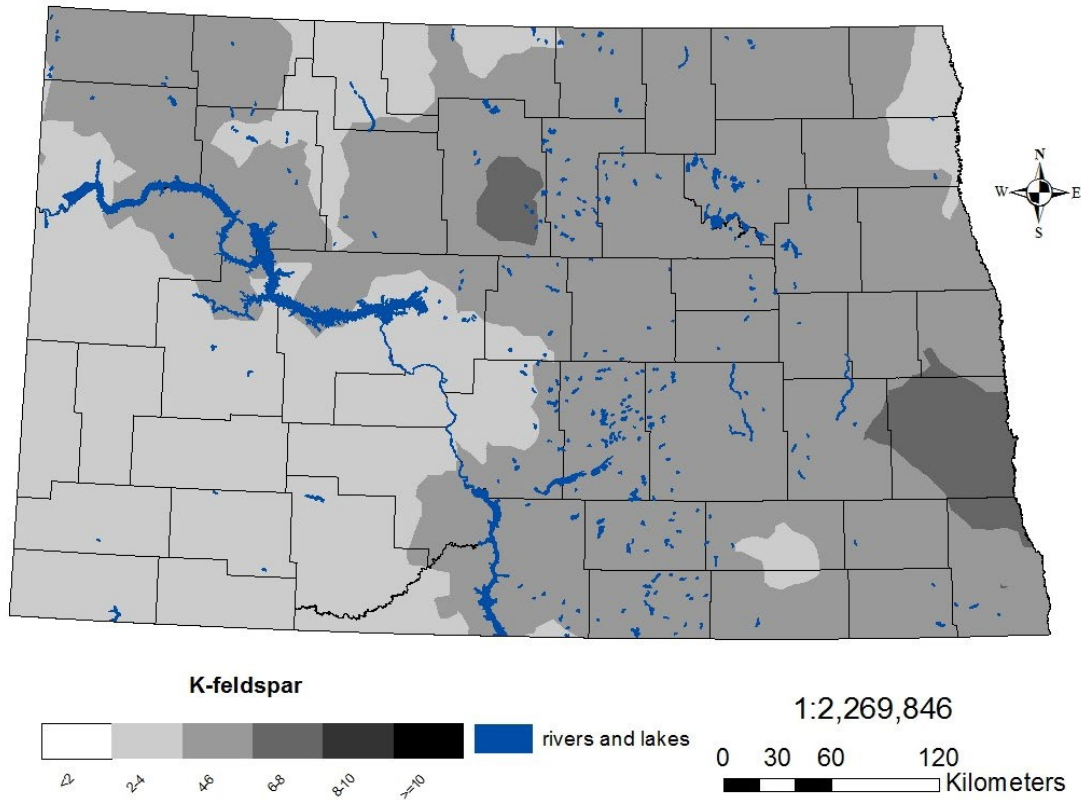 N
W E
S
K-feldspar
1:2,269,846
rivers and lakes
<2 2-4 4-6 6-8 8-10 >=10
0 30 60 120
Kilometers